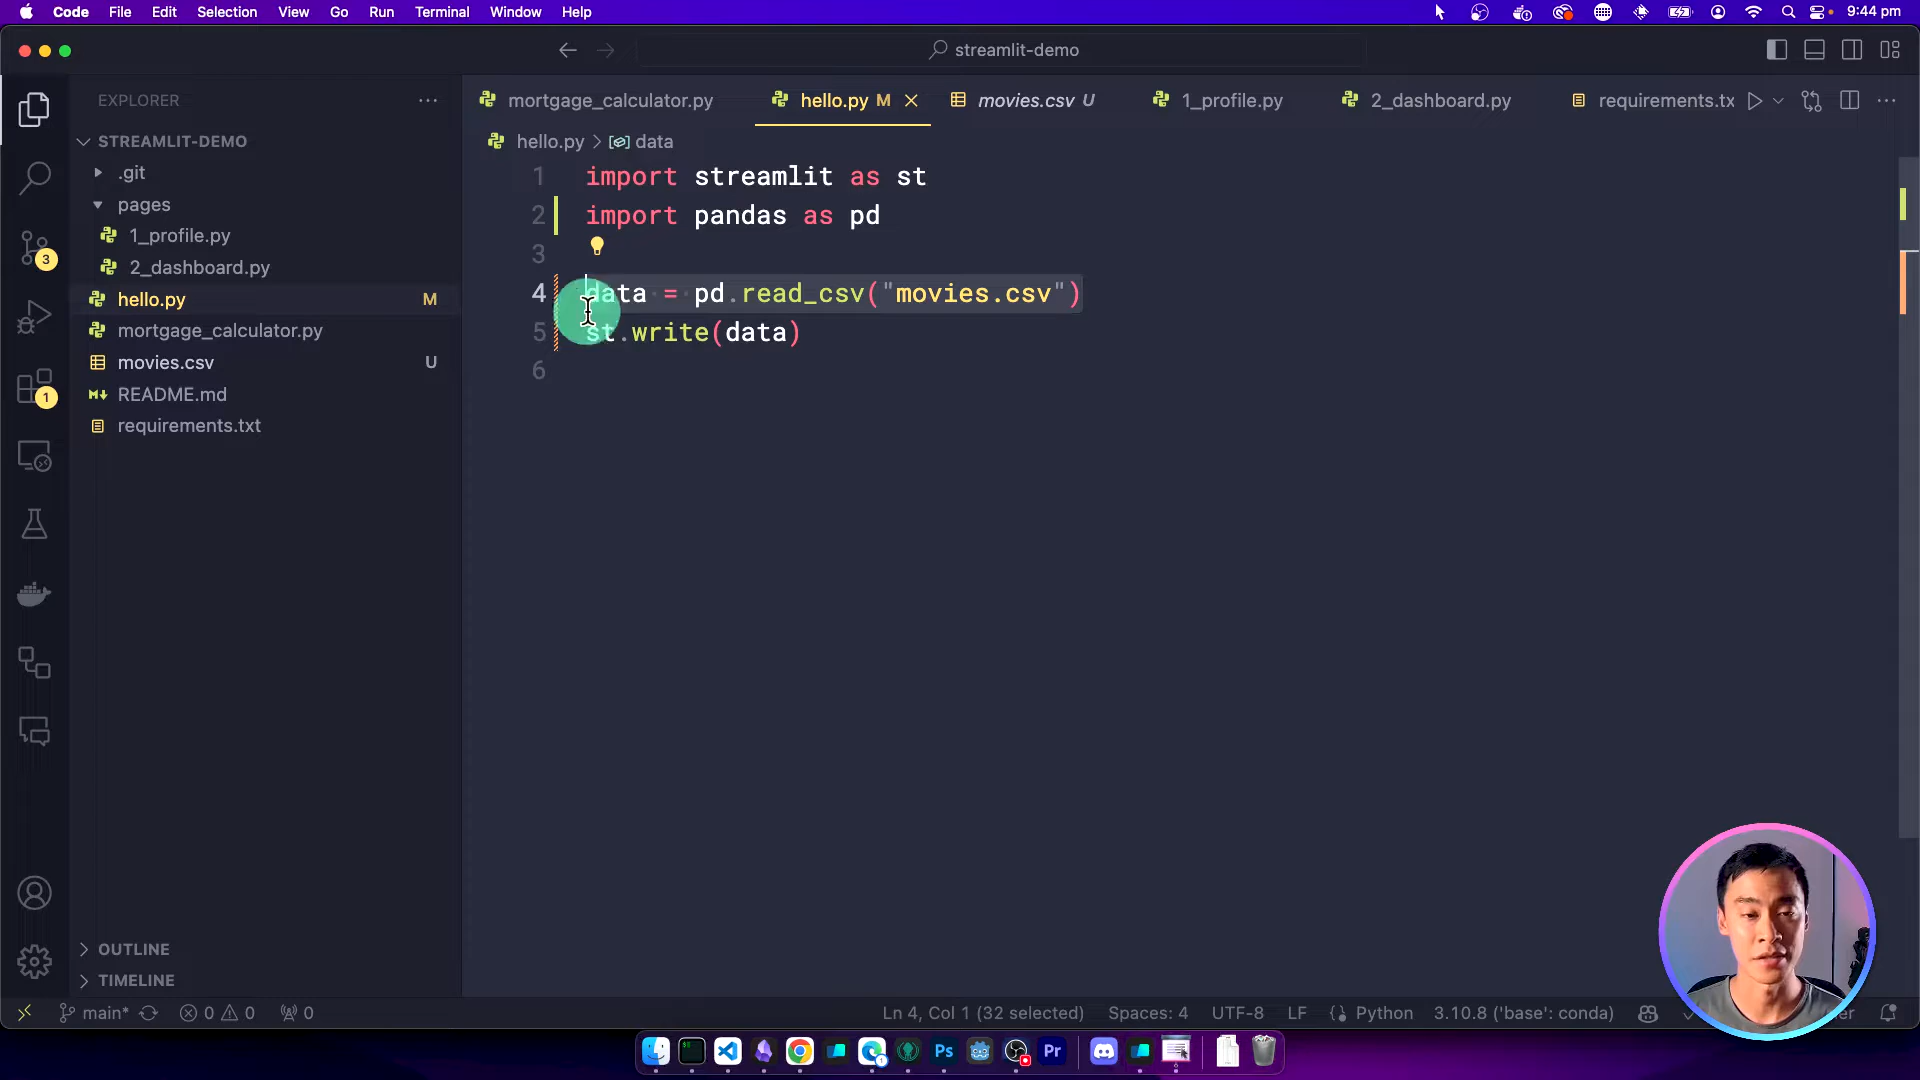 Code File Edit Selection View Go Run Terminal Window Help 9:44 pm
streamlit-demo
EXPLORER
mortgage_calculator.py hello.py M movies.csv U 1_profile.py 2_dashboard.py requirements.tx
STREAMLIT-DEMO
hello.py > data
.git
pages
1_profile.py
2_dashboard.py
hello.py M
mortgage_calculator.py
movies.csv U
README.md
requirements.txt
3
1
1 import streamlit as st
2 import pandas as pd
3
4 data = pd.read_csv("movies.csv")
5 st.write(data)
6
OUTLINE
TIMELINE
main* 0 0 0 Ln 4, Col 1 (32 selected) Spaces: 4 UTF-8 LF Python 3.10.8 ('base': conda)
Ps Pr